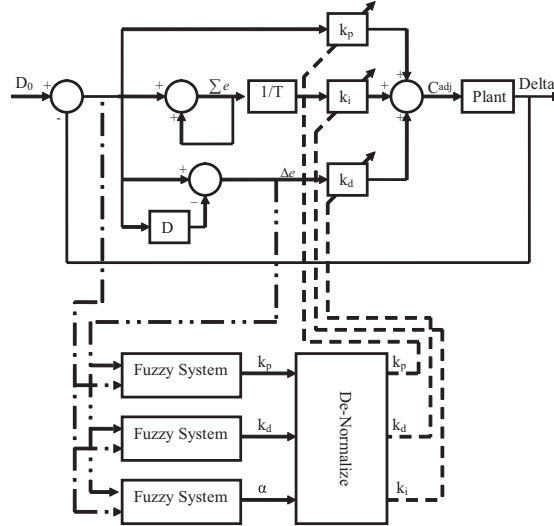 k_p
D_0
+
-
+
+
∑ e
1/T
k_i
+
+
+
C^adj
Plant
Delta
+
−
Δe
k_d
D
Fuzzy System
k_p
k_p
Fuzzy System
k_d
De-Normalize
k_d
Fuzzy System
α
k_i